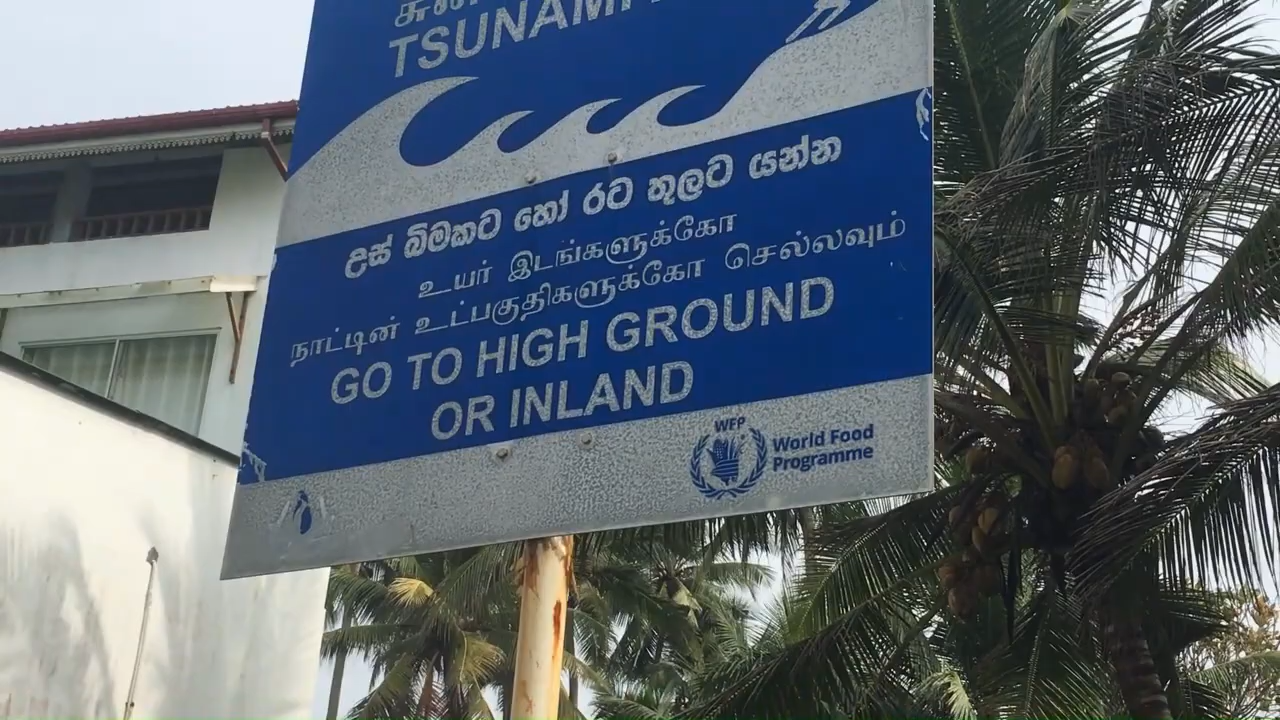 TSUNAMI
උස් බිමකට හෝ රට තුලට යන්න
உயர் இடங்களுக்கோ
நாட்டின் உட்பகுதிகளுக்கோ செல்லவும்
GO TO HIGH GROUND
OR INLAND
WFP
World Food
Programme